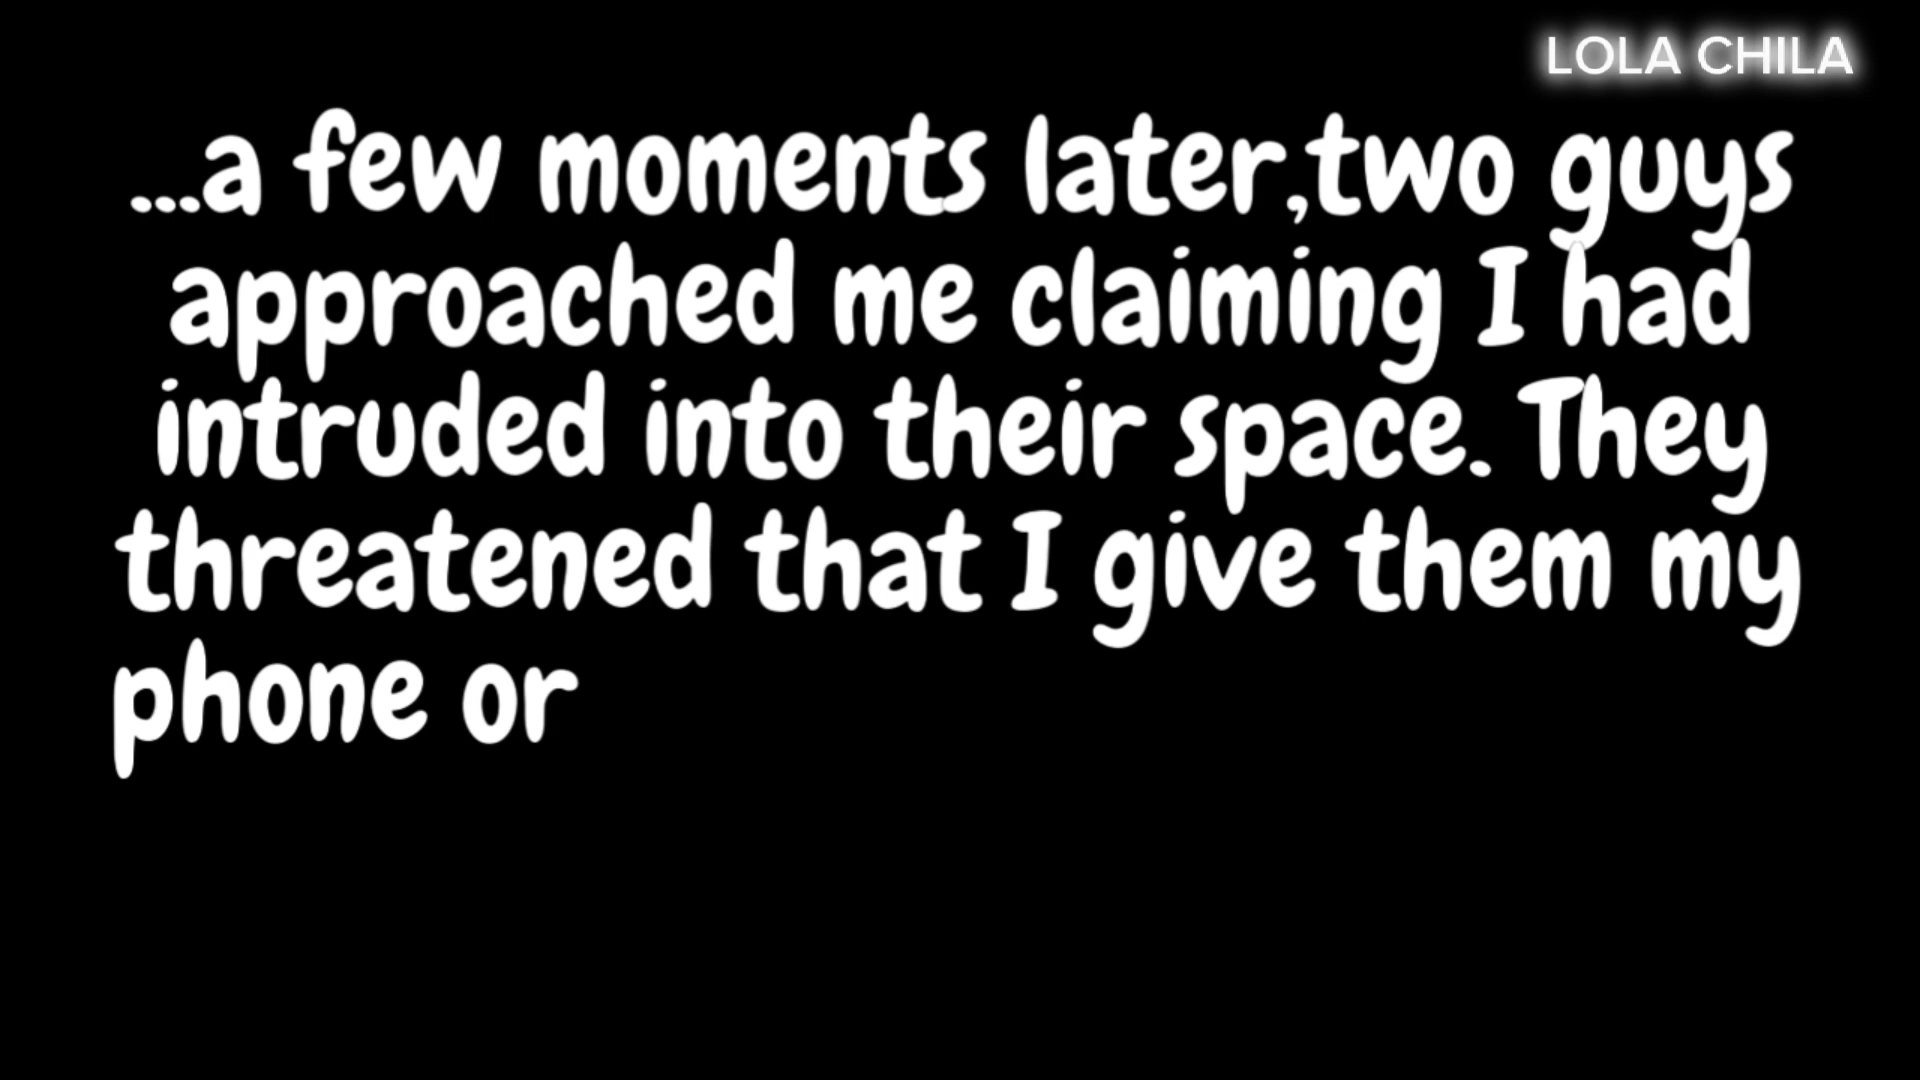 LOLA CHILA
...a few moments later,two guys
approached me claiming I had
intruded into their space. They
threatened that I give them my
phone or